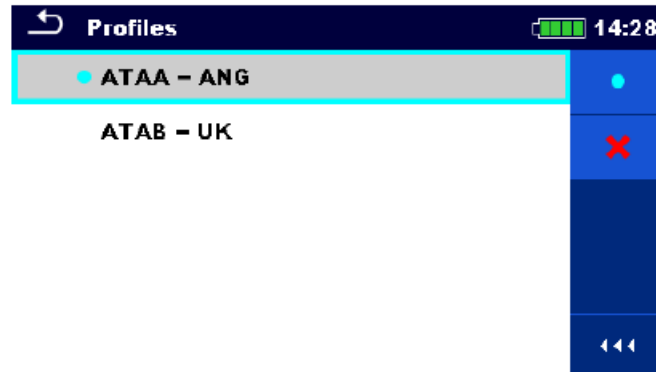 Profiles 14:28
ATAA – ANG
ATAB – UK